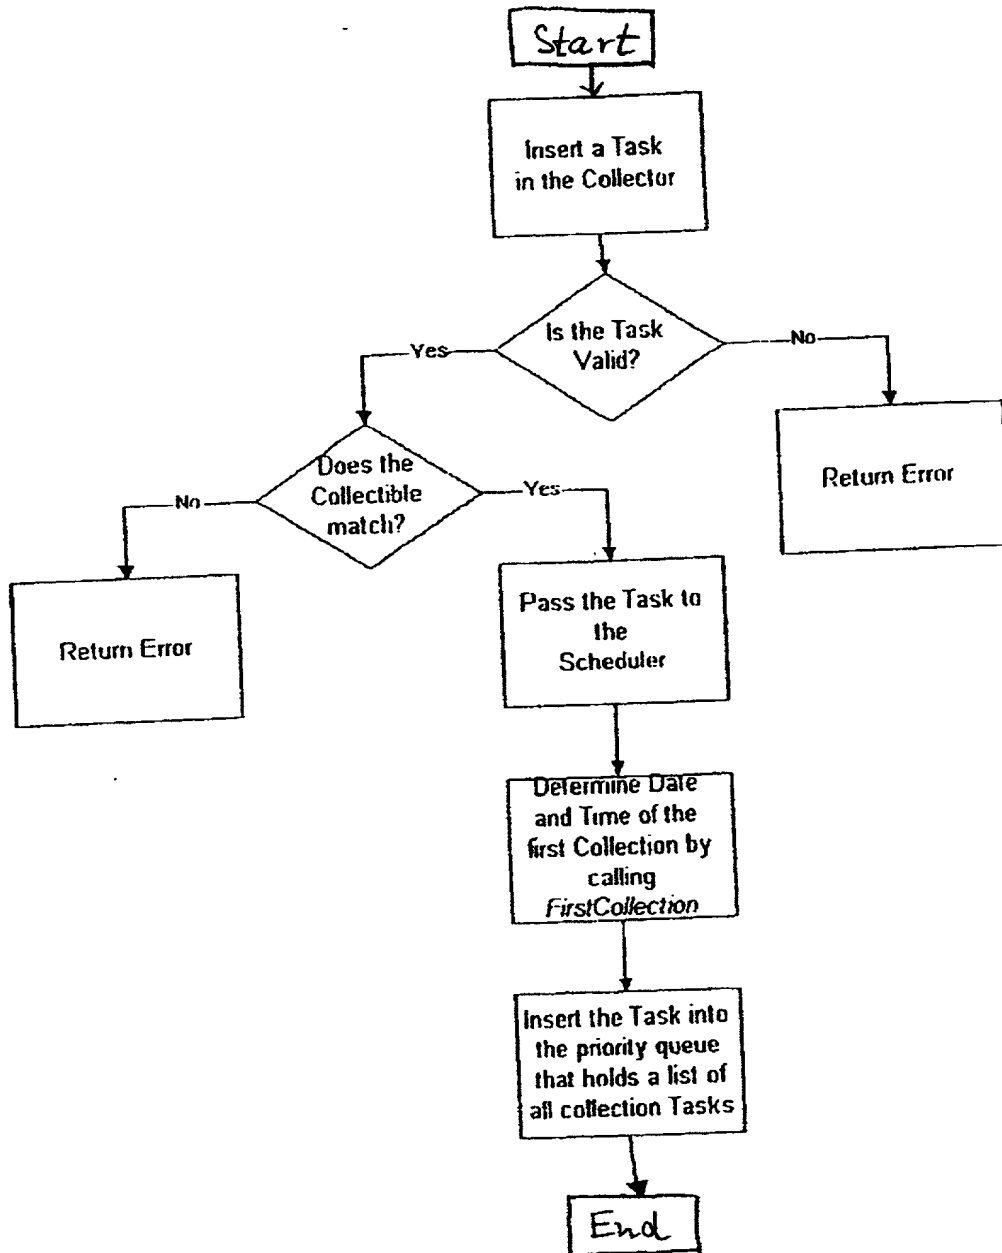 Start
Insert a Task
in the Collector
Is the Task
Valid?
Yes
No
Does the
Collectible
match?
No
Yes
Return Error
Return Error
Pass the Task to
the
Scheduler
Determine Date
and Time of the
first Collection by
calling
FirstCollection
Insert the Task into
the priority queue
that holds a list of
all collection Tasks
End